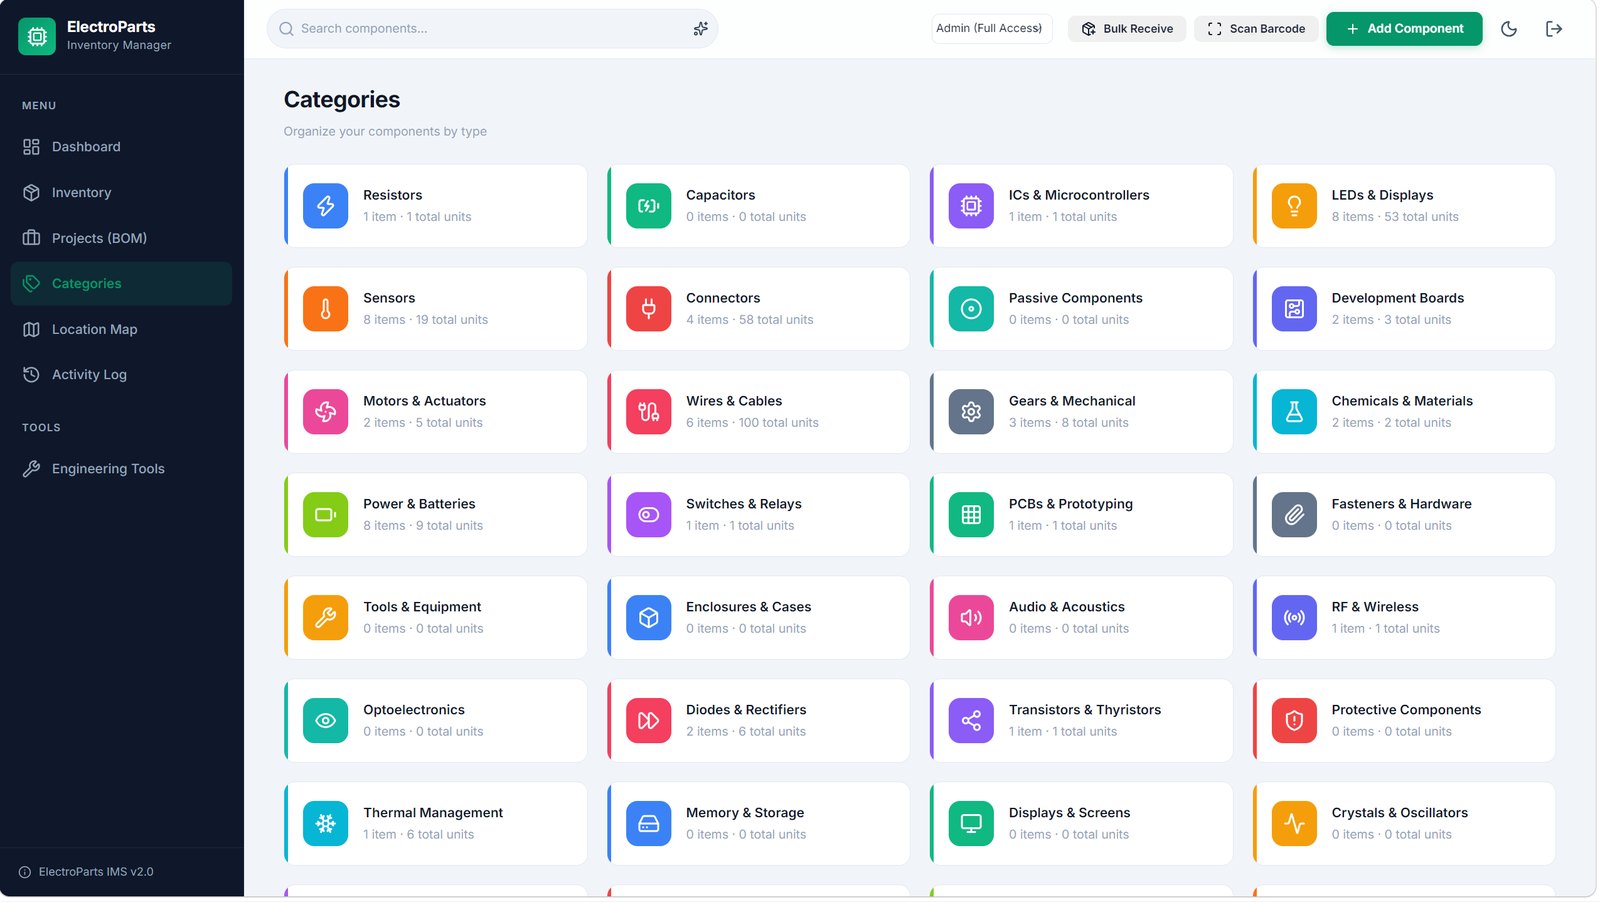 ElectroParts
Inventory Manager
MENU
Dashboard
Inventory
Projects (BOM)
Categories
Location Map
Activity Log
TOOLS
Engineering Tools
ElectroParts IMS v2.0
Search components...
Admin (Full Access)
Bulk Receive
Scan Barcode
+ Add Component
Categories
Organize your components by type
Resistors
1 item · 1 total units
Capacitors
0 items · 0 total units
ICs & Microcontrollers
1 item · 1 total units
LEDs & Displays
8 items · 53 total units
Sensors
8 items · 19 total units
Connectors
4 items · 58 total units
Passive Components
0 items · 0 total units
Development Boards
2 items · 3 total units
Motors & Actuators
2 items · 5 total units
Wires & Cables
6 items · 100 total units
Gears & Mechanical
3 items · 8 total units
Chemicals & Materials
2 items · 2 total units
Power & Batteries
8 items · 9 total units
Switches & Relays
1 item · 1 total units
PCBs & Prototyping
1 item · 1 total units
Fasteners & Hardware
0 items · 0 total units
Tools & Equipment
0 items · 0 total units
Enclosures & Cases
0 items · 0 total units
Audio & Acoustics
0 items · 0 total units
RF & Wireless
1 item · 1 total units
Optoelectronics
0 items · 0 total units
Diodes & Rectifiers
2 items · 6 total units
Transistors & Thyristors
1 item · 1 total units
Protective Components
0 items · 0 total units
Thermal Management
1 item · 6 total units
Memory & Storage
0 items · 0 total units
Displays & Screens
0 items · 0 total units
Crystals & Oscillators
0 items · 0 total units